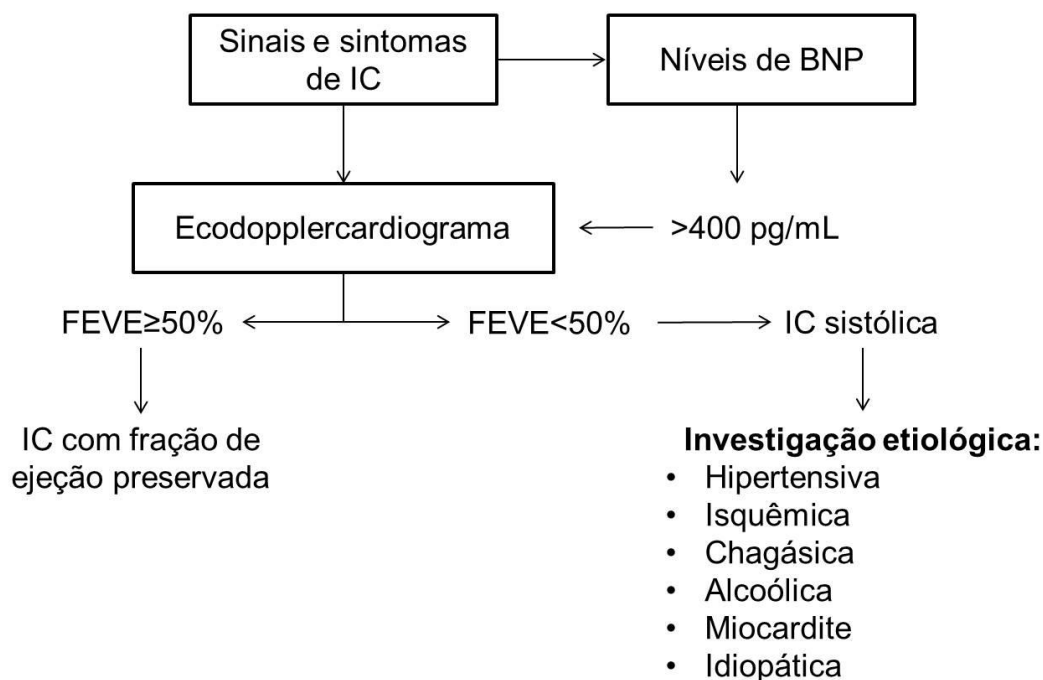 Sinais e sintomas
de IC
Níveis de BNP
Ecodopplercardiograma
>400 pg/mL
FEVE≥50%
FEVE<50%
IC sistólica
IC com fração de
ejeção preservada
Investigação etiológica:
• Hipertensiva
• Isquêmica
• Chagásica
• Alcoólica
• Miocardite
• Idiopática